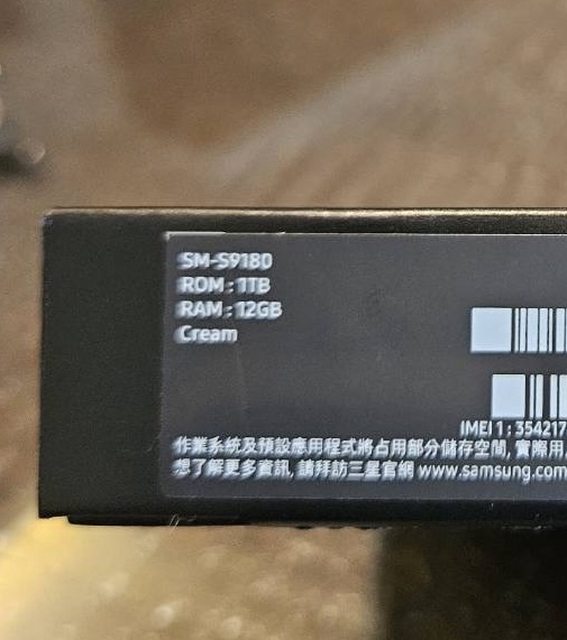 SM-S9180
ROM : 1TB
RAM : 12GB
Cream
IMEI 1 : 354217
作業系統及預設應用程式將占用部分儲存空間, 實際用
想了解更多資訊, 請拜訪三星官網 www.samsung.com